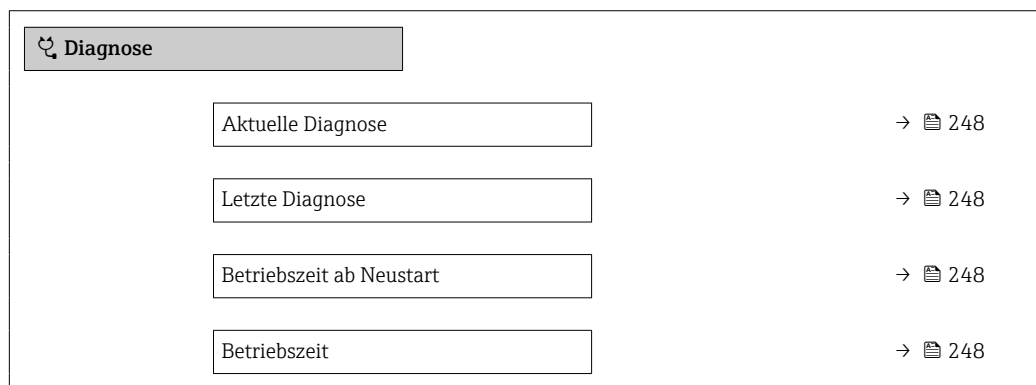 Diagnose
Aktuelle Diagnose → 248
Letzte Diagnose → 248
Betriebszeit ab Neustart → 248
Betriebszeit → 248